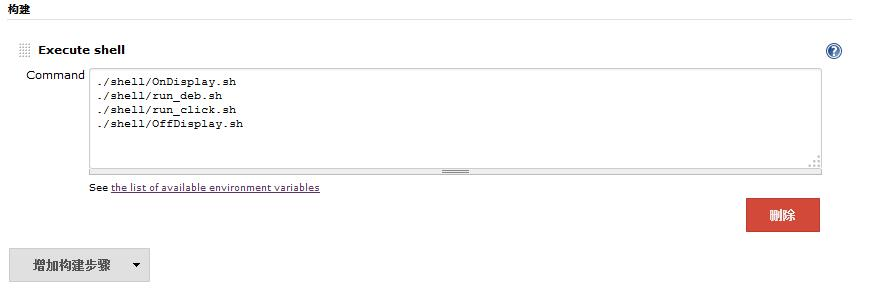 构建
Execute shell
Command
./shell/OnDisplay.sh
./shell/run_deb.sh
./shell/run_click.sh
./shell/OffDisplay.sh
See the list of available environment variables
删除
增加构建步骤